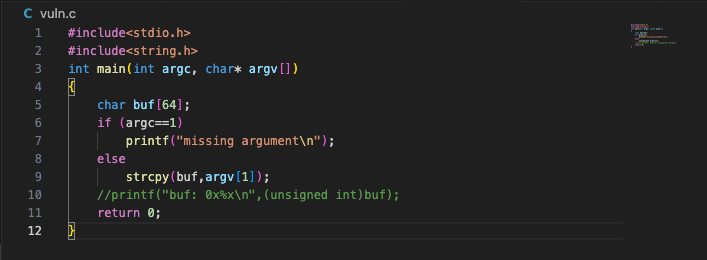 C vuln.c
1 #include<stdio.h>
2 #include<string.h>
3 int main(int argc, char* argv[])
4 {
5     char buf[64];
6     if (argc==1)
7         printf("missing argument\n");
8     else
9         strcpy(buf,argv[1]);
10     //printf("buf: 0x%x\n",(unsigned int)buf);
11     return 0;
12 }